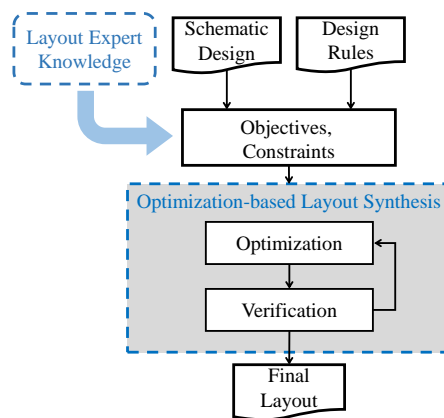 Layout Expert
Knowledge
Schematic
Design
Design
Rules
Objectives,
Constraints
Optimization-based Layout Synthesis
Optimization
Verification
Final
Layout